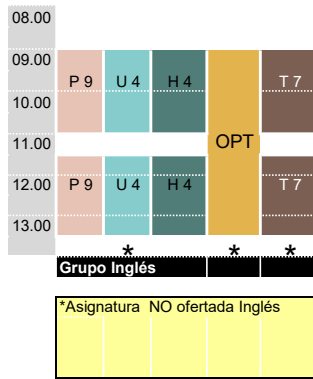 08.00
09.00
P 9 U 4 H 4 T 7
10.00
11.00 OPT
12.00 P 9 U 4 H 4 T 7
13.00
* * *
Grupo Inglés
*Asignatura NO ofertada Inglés